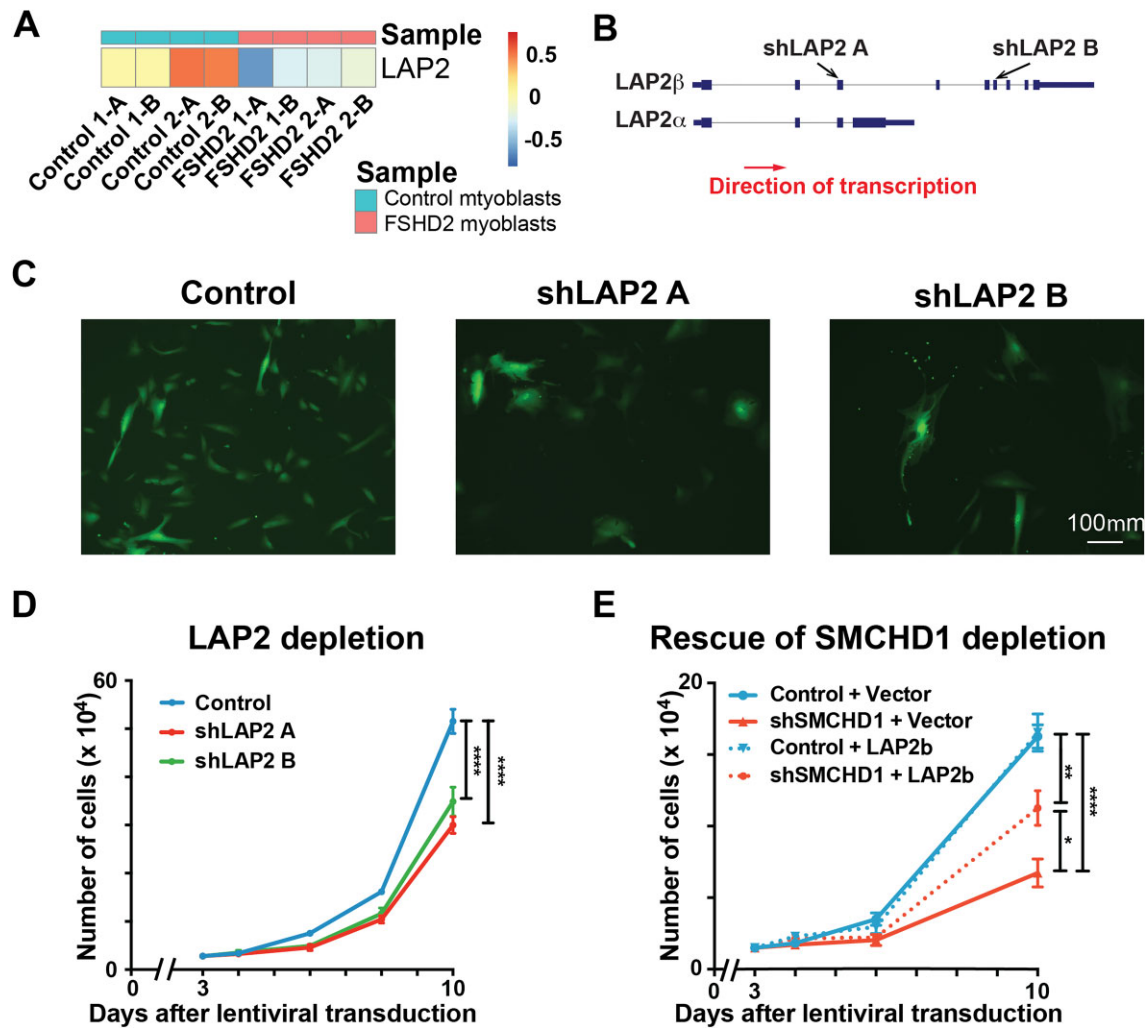 A
Sample
LAP2
0.5
0
-0.5
Control 1-A
Control 1-B
Control 2-A
Control 2-B
FSHD2 1-A
FSHD2 1-B
FSHD2 2-A
FSHD2 2-B
Sample
Control mtyoblasts
FSHD2 myoblasts
B
shLAP2 A
shLAP2 B
LAP2β
LAP2α
Direction of transcription
C
Control
shLAP2 A
shLAP2 B
100mm
D
LAP2 depletion
60
Number of cells (x 10⁴)
Control
shLAP2 A
shLAP2 B
****
****
0
0
3
10
Days after lentiviral transduction
E
Rescue of SMCHD1 depletion
20
Number of cells (x 10⁴)
Control + Vector
shSMCHD1 + Vector
Control + LAP2b
shSMCHD1 + LAP2b
**
*
****
0
0
3
10
Days after lentiviral transduction